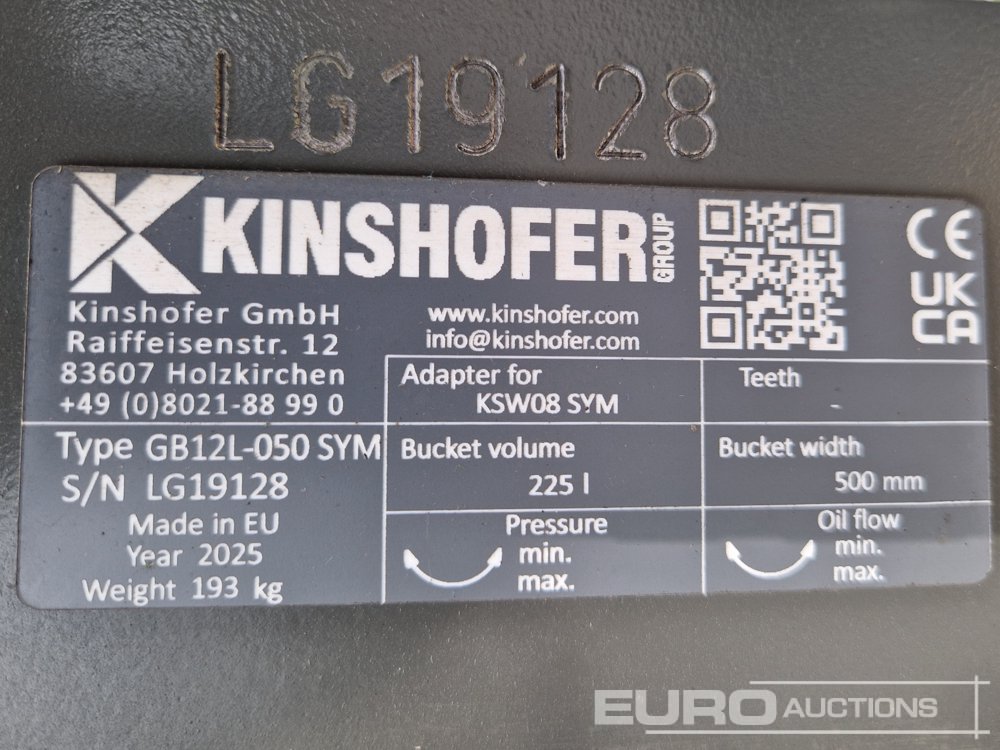 LG19128
KINSHOFER GROUP
Kinshofer GmbH
Raiffeisenstr. 12
83607 Holzkirchen
+49 (0)8021-88 99 0
www.kinshofer.com
info@kinshofer.com
CE
UK
CA
Adapter for
KSW08 SYM
Teeth
-
Type GB12L-050 SYM
S/N LG19128
Made in EU
Year 2025
Weight 193 kg
Bucket volume
225 l
Bucket width
500 mm
Pressure
min.
max.
Oil flow
min.
max.
EURO AUCTIONS